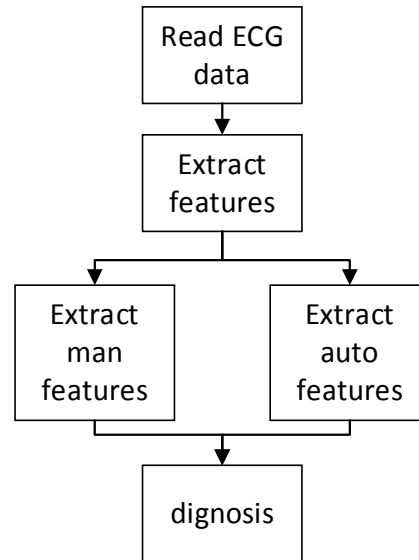 Read ECG
data
Extract
features
Extract
man
features
Extract
auto
features
dignosis